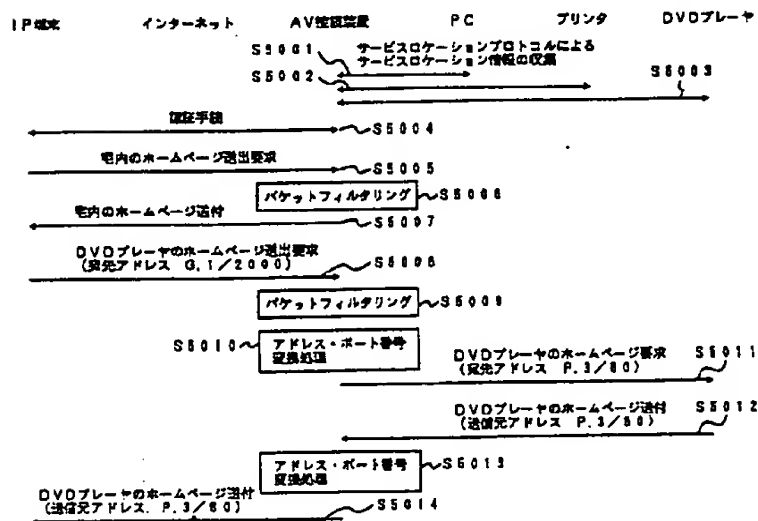 IP端末 インターネット AV接続装置 PC プリンタ DVDプレーヤ
S5001 サービスロケーションプロトコルによる
サービスロケーション情報の収集
S5002
S5003
認証手続 S5004
宅内のホームページ送出要求 S5005
パケットフィルタリング S5006
宅内のホームページ送付 S5007
DVDプレーヤのホームページ送出要求
(宛先アドレス G.1/2000) S5008
パケットフィルタリング S5009
S5010 アドレス・ポート番号
変換処理
DVDプレーヤのホームページ要求 S5011
(宛先アドレス P.3/80)
DVDプレーヤのホームページ送付 S5012
(送信元アドレス P.3/80)
アドレス・ポート番号 S5013
変換処理
DVDプレーヤのホームページ送付
(送信元アドレス P.3/80) S5014